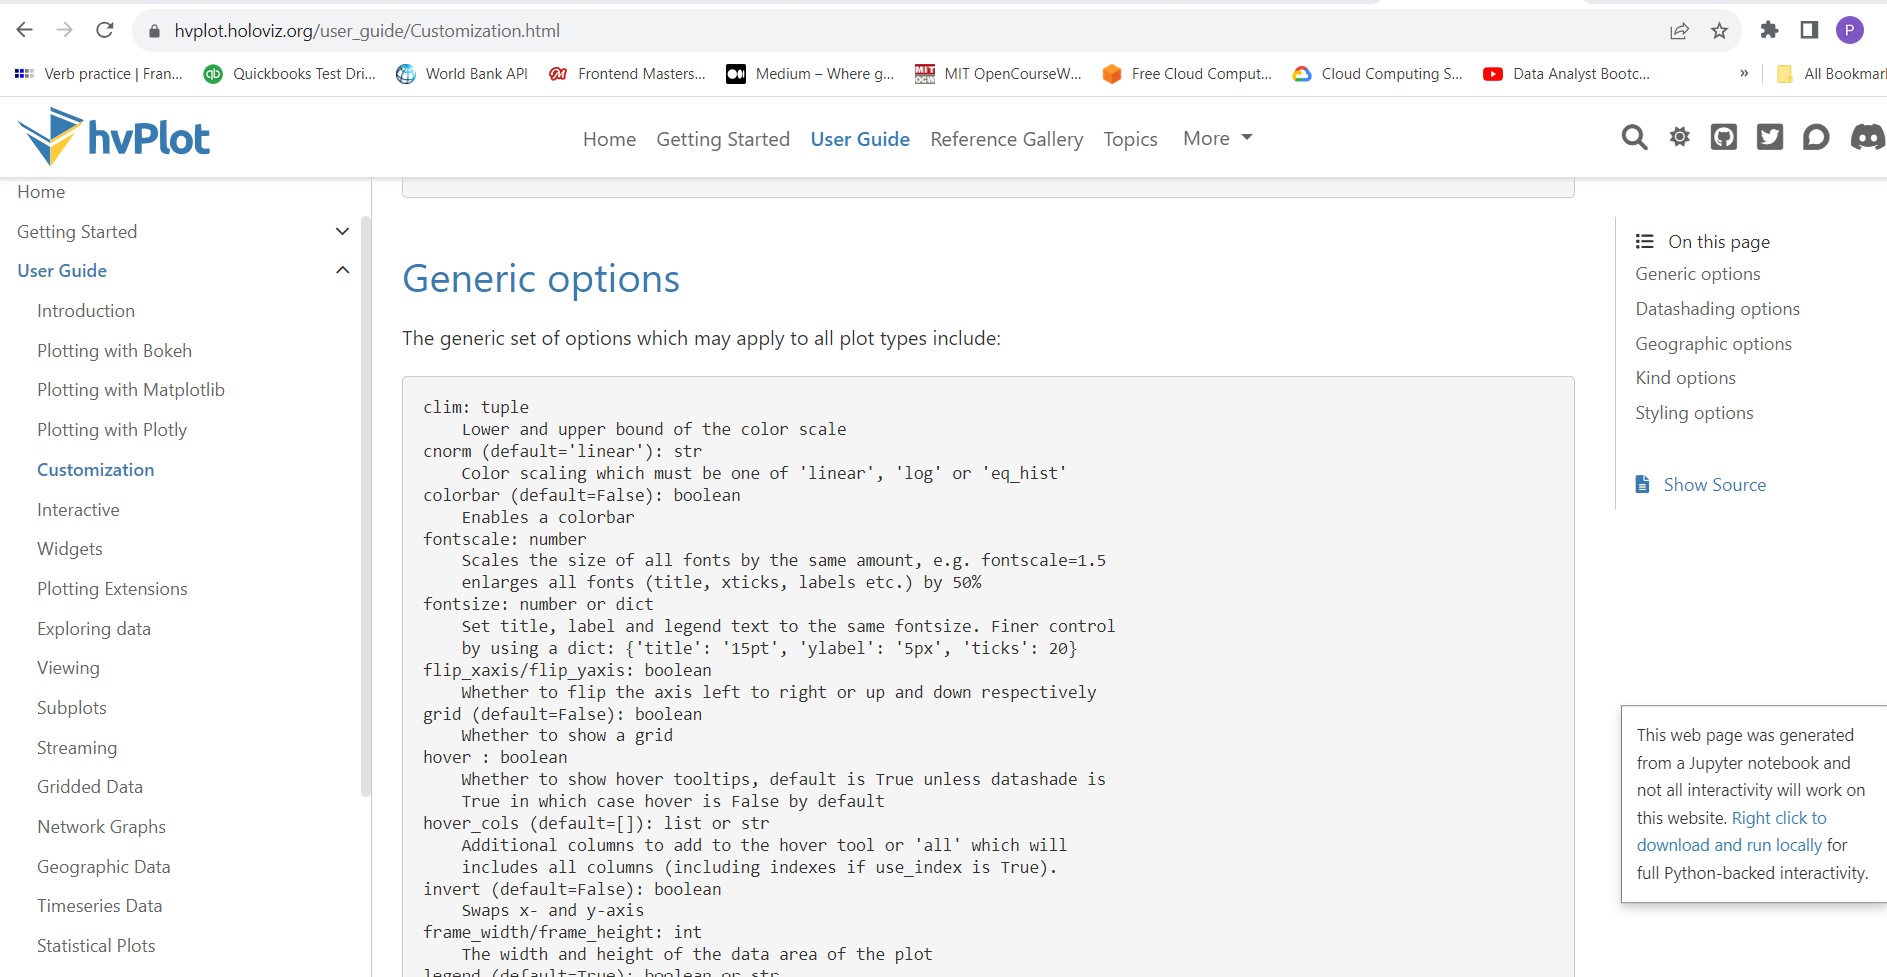 hvplot.holoviz.org/user_guide/Customization.html
P
Verb practice | Fran...
qb
Quickbooks Test Dri...
World Bank API
Frontend Masters...
Medium – Where g...
MIT OpenCourseW...
Free Cloud Comput...
Cloud Computing S...
Data Analyst Bootc...
»
All Bookmar
hvPlot
Home
Getting Started
User Guide
Reference Gallery
Topics
More
Home
Getting Started
User Guide
Introduction
Plotting with Bokeh
Plotting with Matplotlib
Plotting with Plotly
Customization
Interactive
Widgets
Plotting Extensions
Exploring data
Viewing
Subplots
Streaming
Gridded Data
Network Graphs
Geographic Data
Timeseries Data
Statistical Plots
Generic options
The generic set of options which may apply to all plot types include:
clim: tuple
Lower and upper bound of the color scale
cnorm (default='linear'): str
Color scaling which must be one of 'linear', 'log' or 'eq_hist'
colorbar (default=False): boolean
Enables a colorbar
fontscale: number
Scales the size of all fonts by the same amount, e.g. fontscale=1.5
enlarges all fonts (title, xticks, labels etc.) by 50%
fontsize: number or dict
Set title, label and legend text to the same fontsize. Finer control
by using a dict: {'title': '15pt', 'ylabel': '5px', 'ticks': 20}
flip_xaxis/flip_yaxis: boolean
Whether to flip the axis left to right or up and down respectively
grid (default=False): boolean
Whether to show a grid
hover : boolean
Whether to show hover tooltips, default is True unless datashade is
True in which case hover is False by default
hover_cols (default=[]): list or str
Additional columns to add to the hover tool or 'all' which will
includes all columns (including indexes if use_index is True).
invert (default=False): boolean
Swaps x- and y-axis
frame_width/frame_height: int
The width and height of the data area of the plot
legend (default=True): boolean or str
On this page
Generic options
Datashading options
Geographic options
Kind options
Styling options
Show Source
This web page was generated
from a Jupyter notebook and
not all interactivity will work on
this website. Right click to
download and run locally for
full Python-backed interactivity.